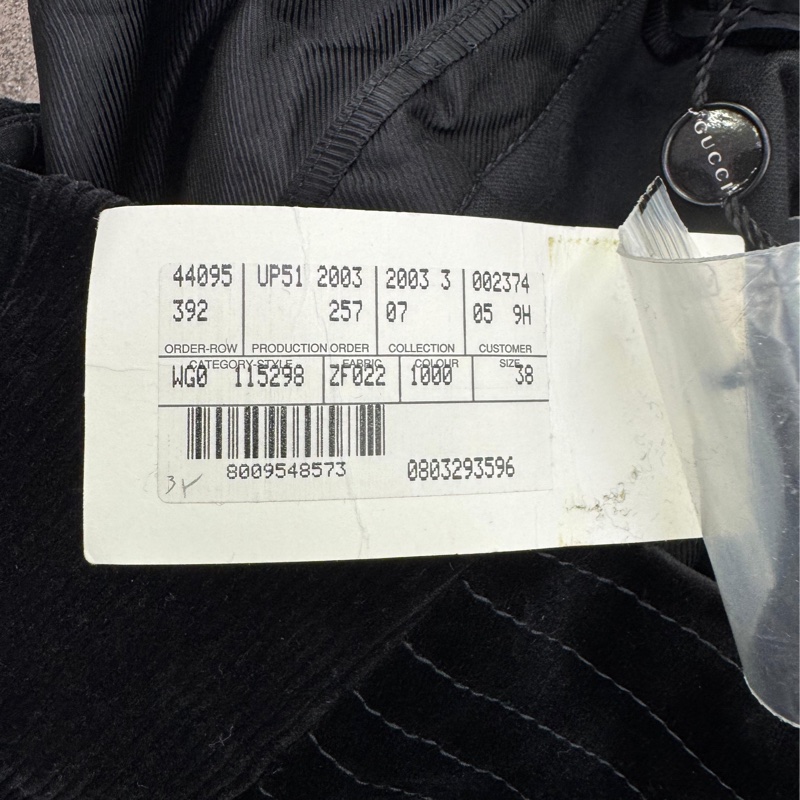 GUCCI
44095 UP51 2003 2003 3 002374
392 257 07 05 9H
ORDER-ROW PRODUCTION ORDER COLLECTION CUSTOMER
CATEGORY-STYLE FABRIC COLOUR SIZE
WG0 115298 ZF022 1000 38
8009548573 0803293596